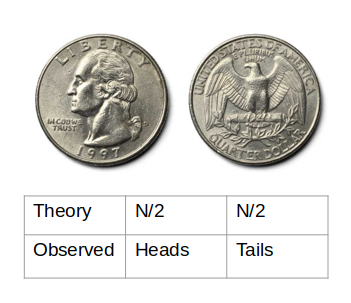 LIBERTY
IN GOD WE
TRUST
1997
UNITED STATES OF AMERICA
E PLURIBUS
UNUM
QUARTER DOLLAR
Theory N/2 N/2
Observed Heads Tails